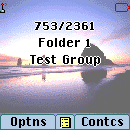 753/2361
Folder 1
Test Group
Optns
Contcs